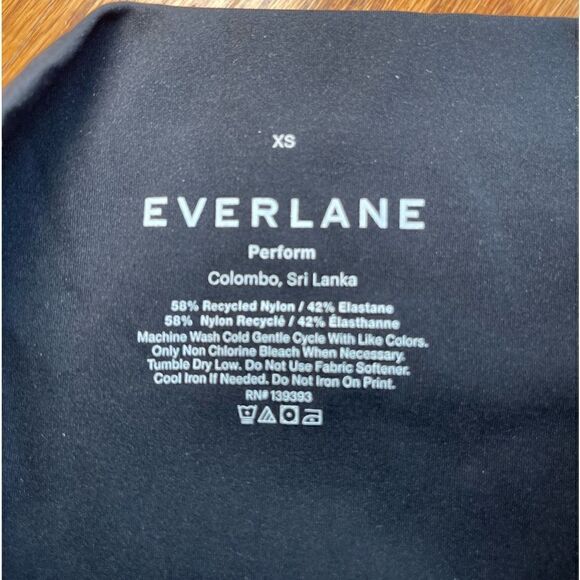 XS
EVERLANE
Perform
Colombo, Sri Lanka
58% Recycled Nylon / 42% Elastane
58% Nylon Recyclé / 42% Élasthanne
Machine Wash Cold Gentle Cycle With Like Colors.
Only Non Chlorine Bleach When Necessary.
Tumble Dry Low. Do Not Use Fabric Softener.
Cool Iron If Needed. Do Not Iron On Print.
RN# 139393